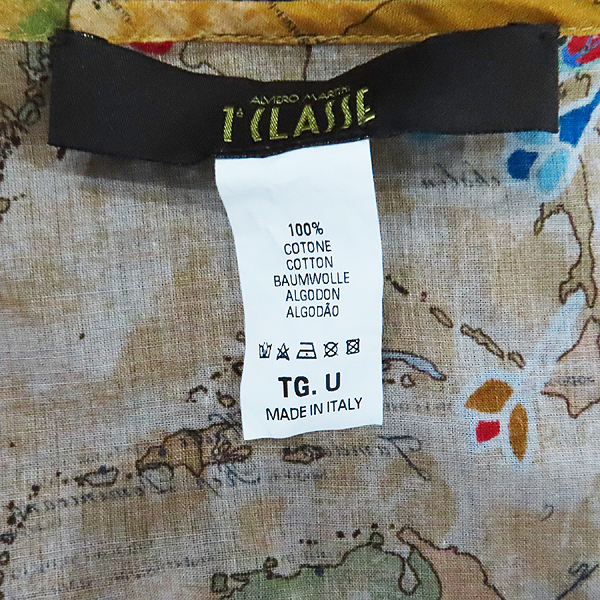 ALVIERO MARTINI
1ª CLASSE
100%
COTONE
COTTON
BAUMWOLLE
ALGODON
ALGODÃO
TG. U
MADE IN ITALY